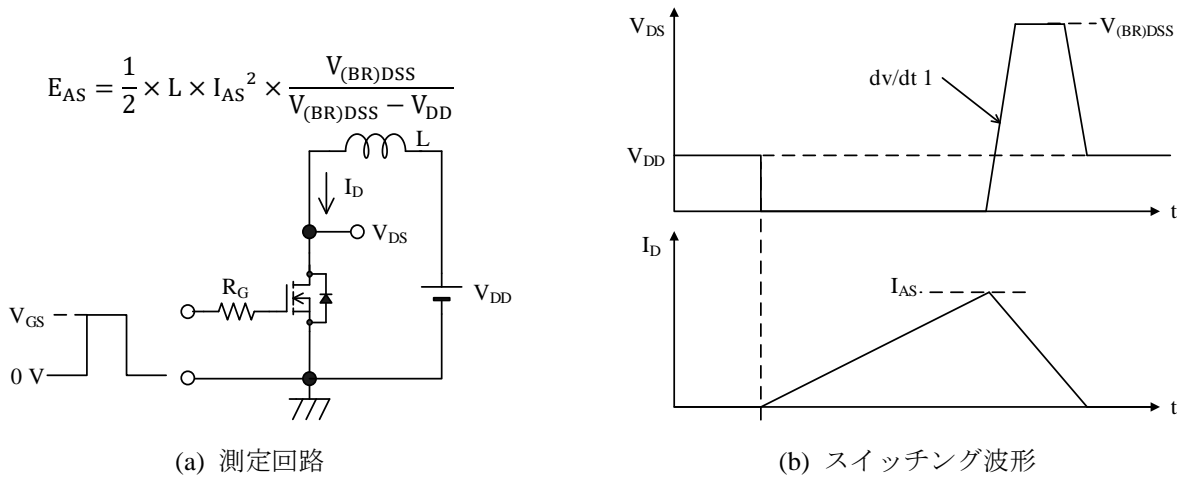 E_AS = 1/2 × L × I_AS² × V_(BR)DSS / (V_(BR)DSS − V_DD)
L
I_D
V_DS
R_G
V_DD
V_GS
0 V
(a) 測定回路
V_DS
V_(BR)DSS
dv/dt 1
V_DD
t
I_D
I_AS
t
(b) スイッチング波形